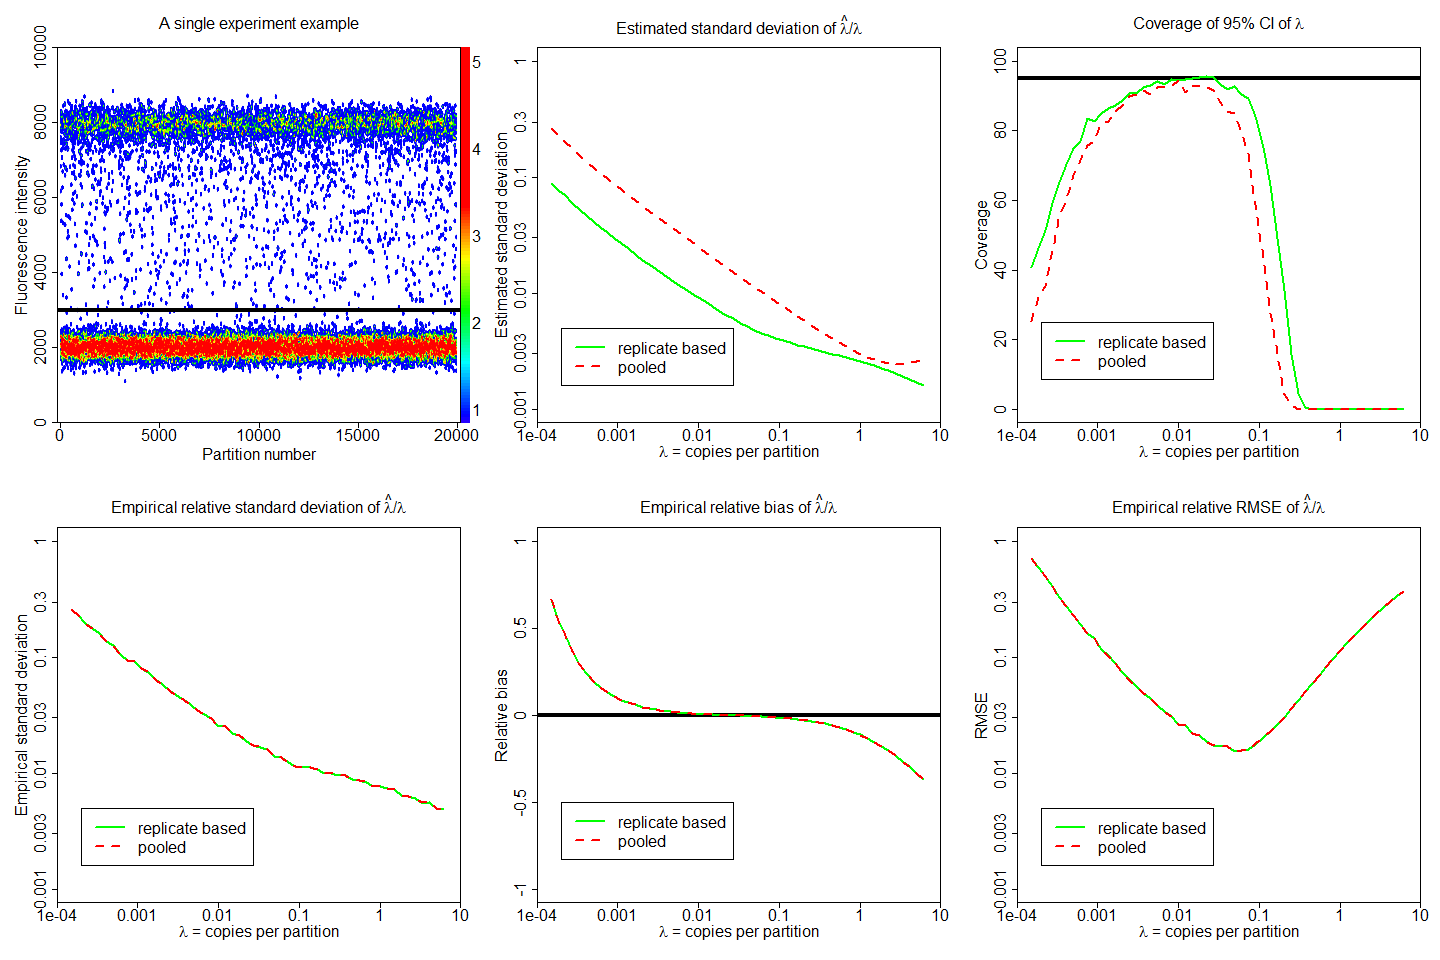 A single experiment example
Fluorescence intensity
0 2000 4000 6000 8000 10000
1 2 3 4 5
0 5000 10000 15000 20000
Partition number
Estimated standard deviation of λ̂/λ
Estimated standard deviation
0.001 0.003 0.01 0.03 0.1 0.3 1
replicate based
pooled
1e-04 0.001 0.01 0.1 1 10
λ = copies per partition
Coverage of 95% CI of λ
Coverage
0 20 40 60 80 100
replicate based
pooled
1e-04 0.001 0.01 0.1 1 10
λ = copies per partition
Empirical relative standard deviation of λ̂/λ
Empirical standard deviation
0.001 0.003 0.01 0.03 0.1 0.3 1
replicate based
pooled
1e-04 0.001 0.01 0.1 1 10
λ = copies per partition
Empirical relative bias of λ̂/λ
Relative bias
-1 -0.5 0 0.5 1
replicate based
pooled
1e-04 0.001 0.01 0.1 1 10
λ = copies per partition
Empirical relative RMSE of λ̂/λ
RMSE
0.001 0.003 0.01 0.03 0.1 0.3 1
replicate based
pooled
1e-04 0.001 0.01 0.1 1 10
λ = copies per partition